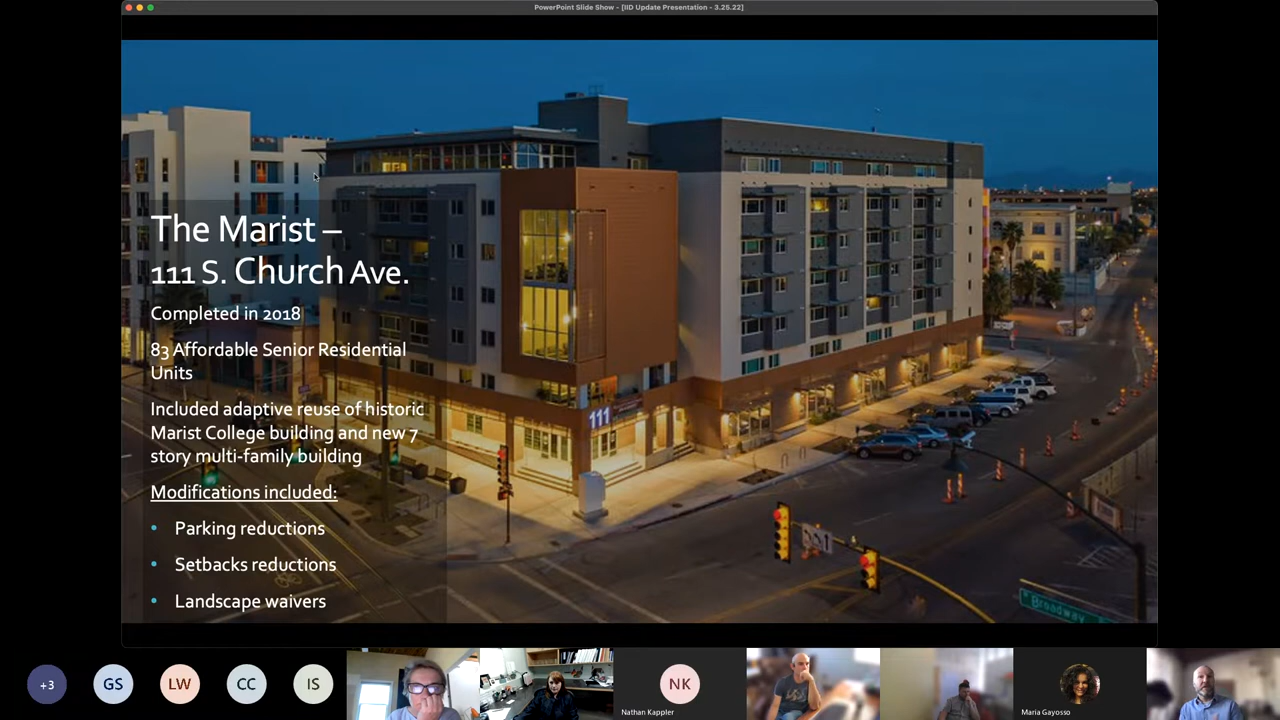 PowerPoint Slide Show - [IID Update Presentation - 3.25.22]
The Marist –
111 S. Church Ave.
Completed in 2018
83 Affordable Senior Residential
Units
Included adaptive reuse of historic
Marist College building and new 7
story multi-family building
Modifications included:
• Parking reductions
• Setbacks reductions
• Landscape waivers
111
Broadway
+3
GS
LW
CC
IS
NK
Nathan Kappler
Maria Gayosso